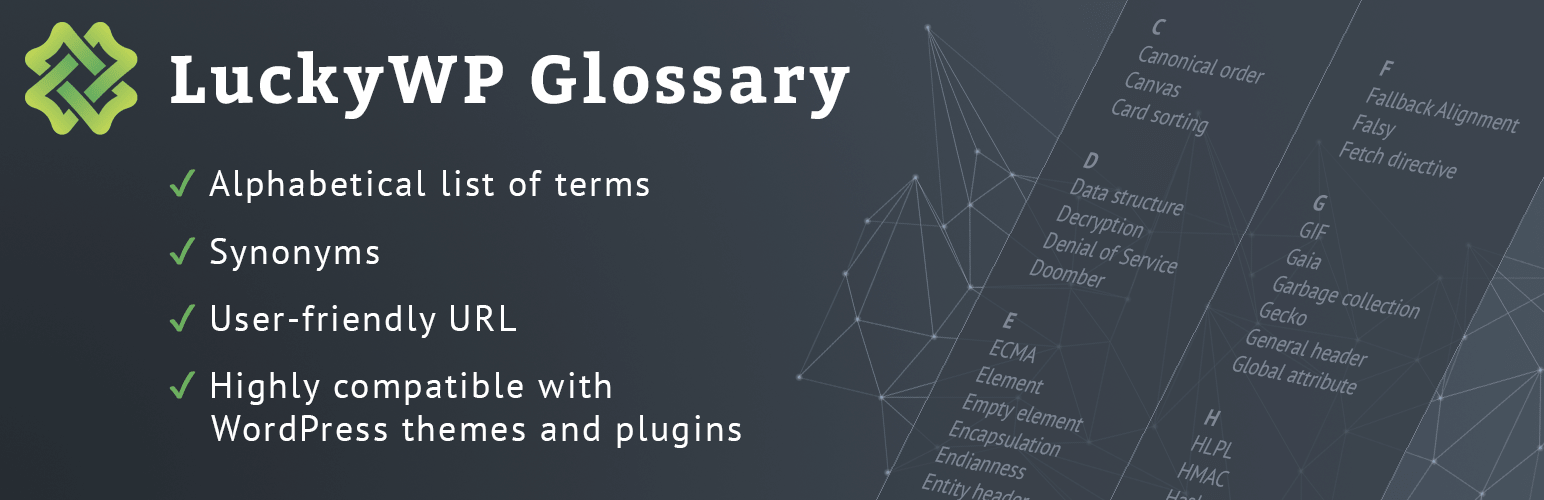 LuckyWP Glossary
Alphabetical list of terms
Synonyms
User-friendly URL
Highly compatible with
WordPress themes and plugins
C
Canonical order
Canvas
Card sorting
D
Data structure
Decryption
Denial of Service
Doomber
E
ECMA
Element
Empty element
Encapsulation
Endianness
Entity header
F
Fallback Alignment
Falsy
Fetch directive
G
GIF
Gaia
Garbage collection
Gecko
General header
Global attribute
H
HLPL
HMAC